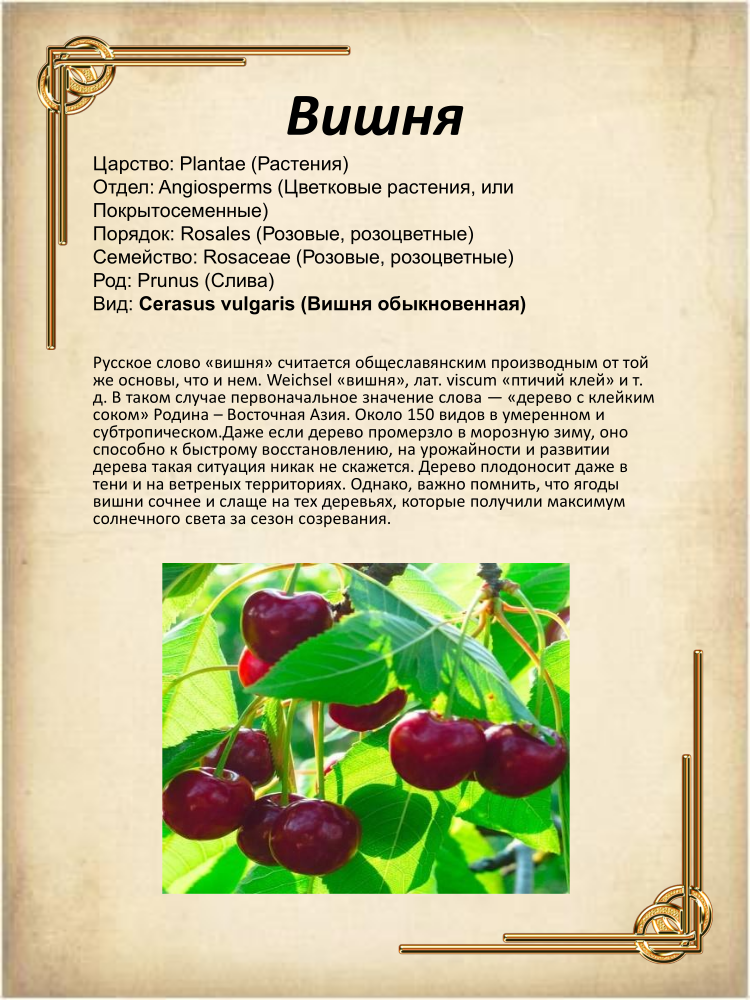 Вишня
Царство: Plantae (Растения)
Отдел: Angiosperms (Цветковые растения, или
Покрытосеменные)
Порядок: Rosales (Розовые, розоцветные)
Семейство: Rosaceae (Розовые, розоцветные)
Род: Prunus (Слива)
Вид: Cerasus vulgaris (Вишня обыкновенная)
Русское слово «вишня» считается общеславянским производным от той
же основы, что и нем. Weichsel «вишня», лат. viscum «птичий клей» и т.
д. В таком случае первоначальное значение слова — «дерево с клейким
соком» Родина – Восточная Азия. Около 150 видов в умеренном и
субтропическом.Даже если дерево промерзло в морозную зиму, оно
способно к быстрому восстановлению, на урожайности и развитии
дерева такая ситуация никак не скажется. Дерево плодоносит даже в
тени и на ветреных территориях. Однако, важно помнить, что ягоды
вишни сочнее и слаще на тех деревьях, которые получили максимум
солнечного света за сезон созревания.